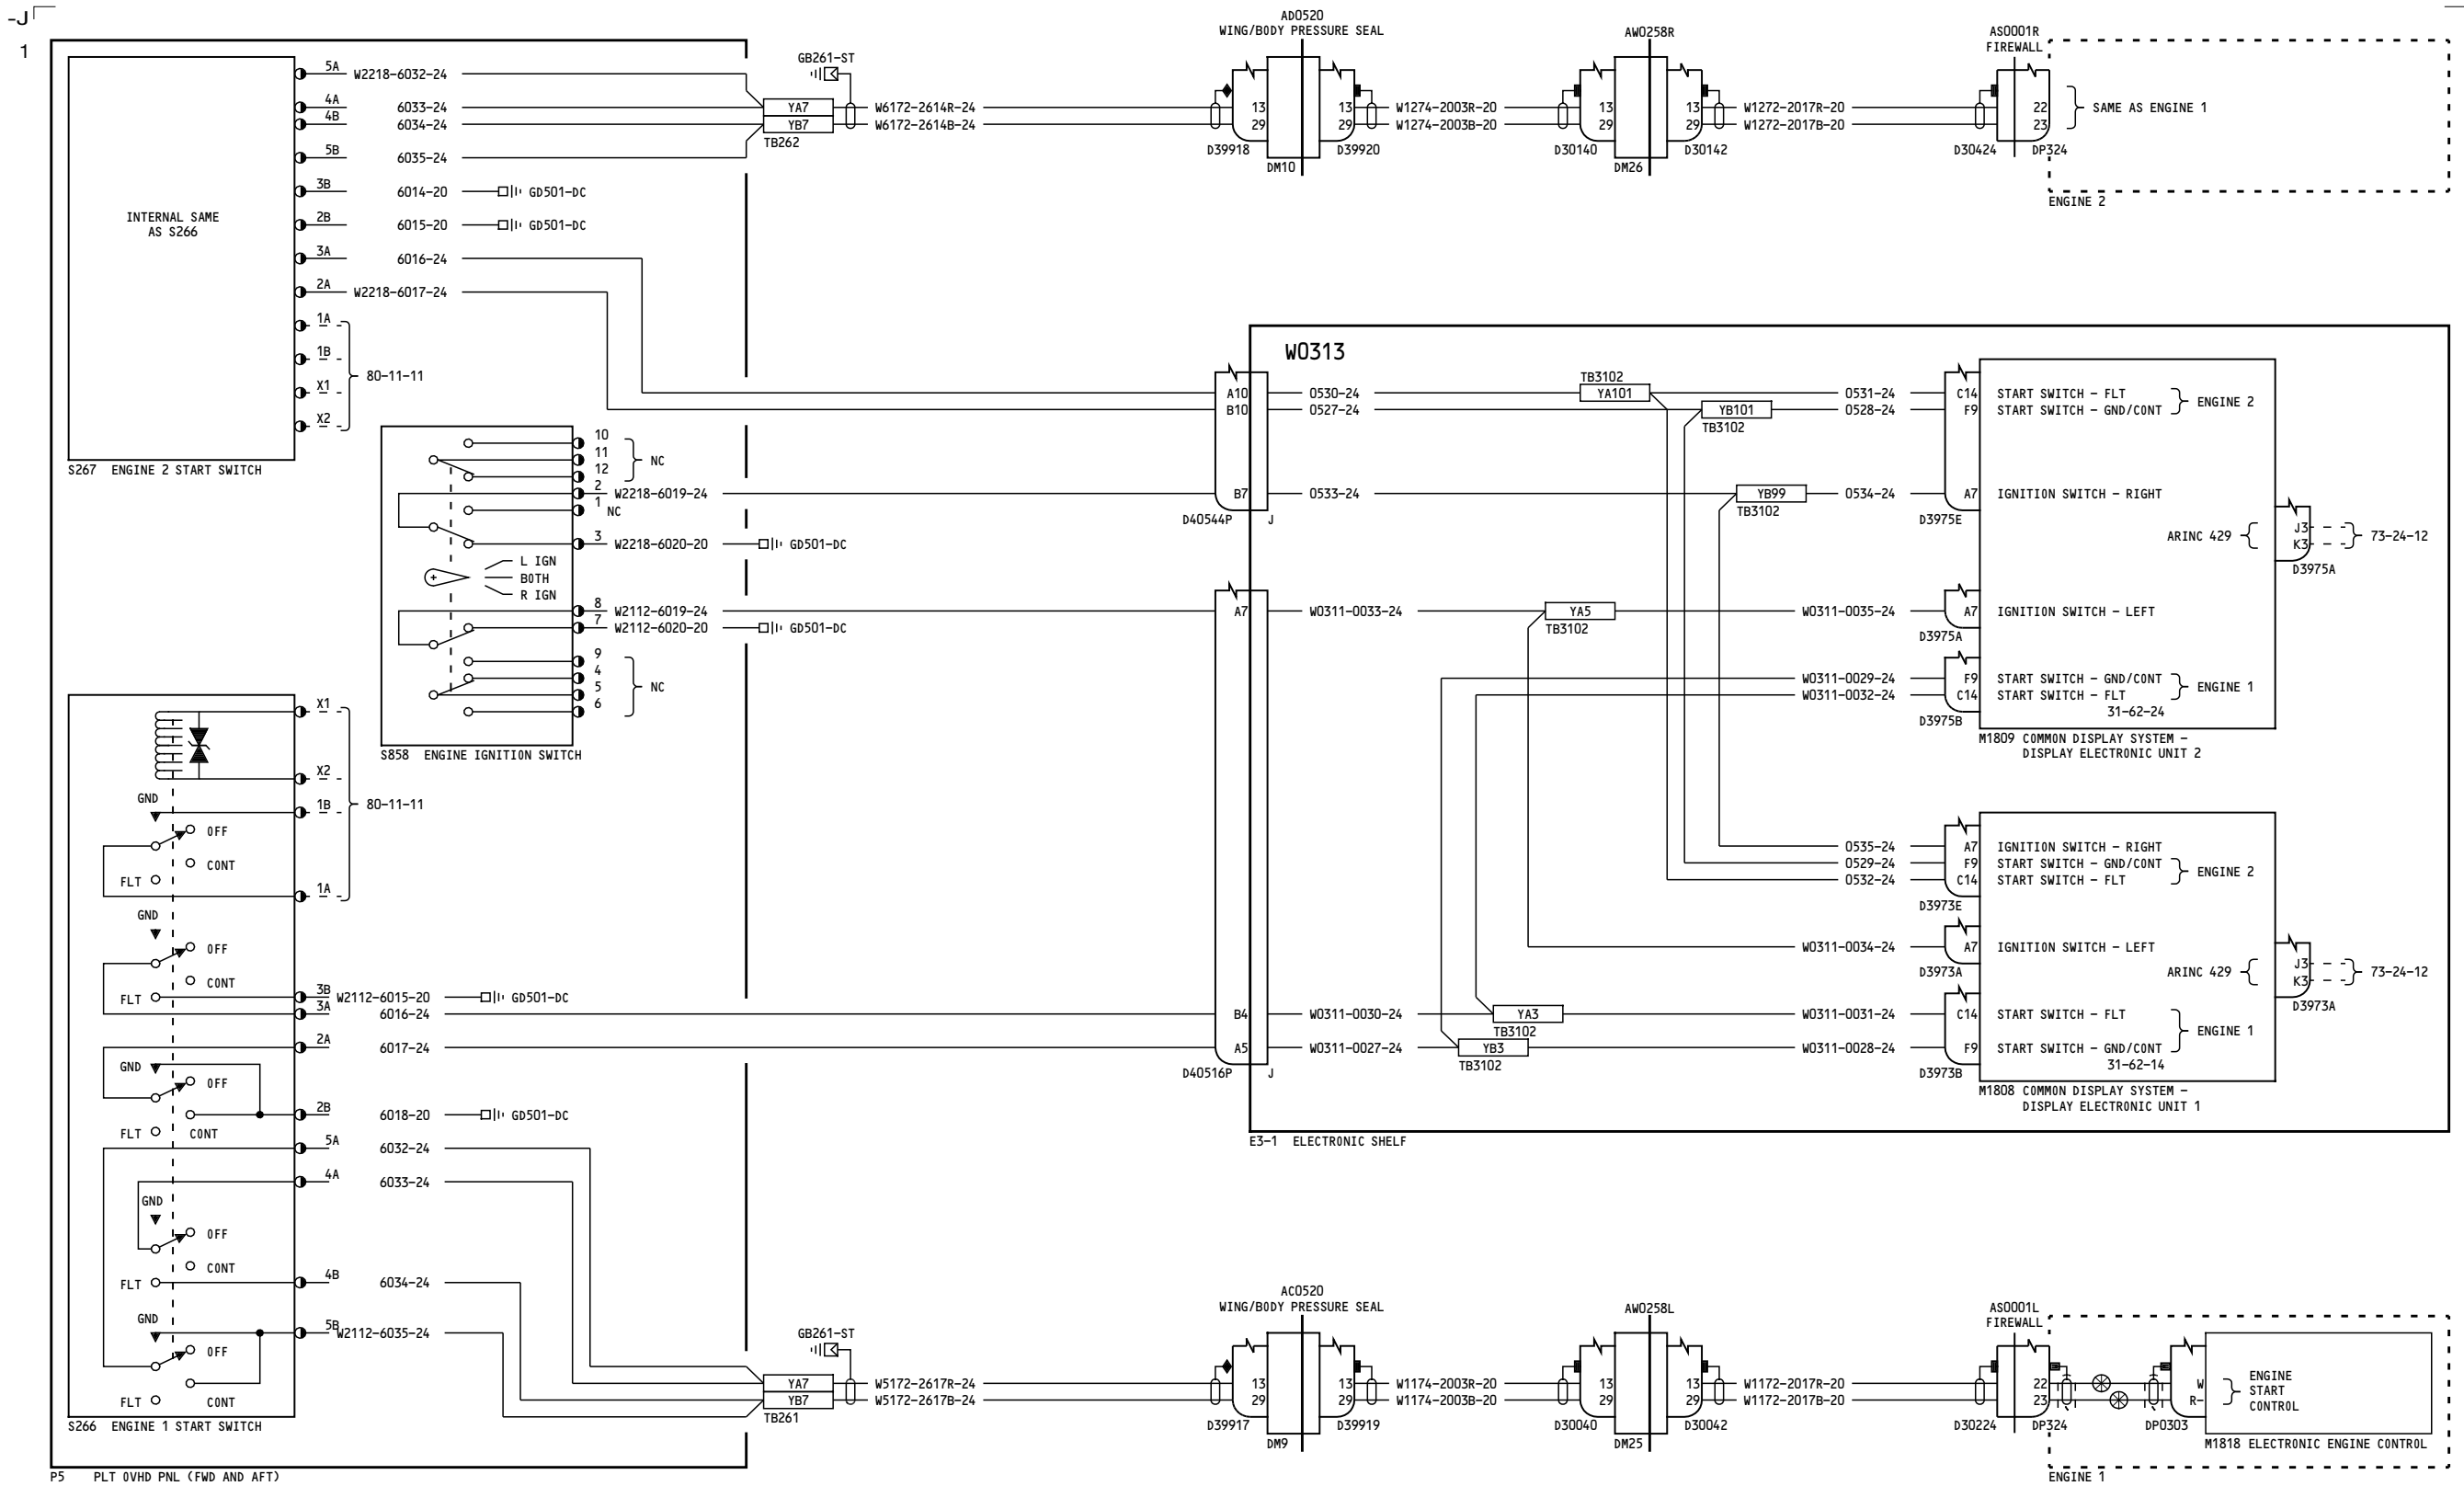 -J
1
AD0520
WING/BODY PRESSURE SEAL
AW0258R
AS0001R
FIREWALL
GB261-ST
5A W2218-6032-24
4A 6033-24
4B 6034-24
5B 6035-24
3B 6014-20 GD501-DC
2B 6015-20 GD501-DC
3A 6016-24
2A W2218-6017-24
1A
1B
X1
X2
80-11-11
INTERNAL SAME
AS S266
S267 ENGINE 2 START SWITCH
YA7
YB7
TB262
W6172-2614R-24
W6172-2614B-24
13
29
D39918
DM10
13
29
D39920
W1274-2003R-20
W1274-2003B-20
13
29
D30140
DM26
13
29
D30142
W1272-2017R-20
W1272-2017B-20
22
23
D30424
DP324
SAME AS ENGINE 1
ENGINE 2
10
11
12
NC
2 W2218-6019-24
1 NC
3 W2218-6020-20 GD501-DC
L IGN
BOTH
R IGN
8 W2112-6019-24
7 W2112-6020-20 GD501-DC
9
4
5
6
NC
S858 ENGINE IGNITION SWITCH
W0313
A10 0530-24
B10 0527-24
B7 0533-24
D40544P J
TB3102
YA101
YB101
TB3102
YB99
TB3102
0531-24 C14 START SWITCH - FLT
0528-24 F9 START SWITCH - GND/CONT
ENGINE 2
0534-24 A7 IGNITION SWITCH - RIGHT
D3975E
ARINC 429
J3
K3
73-24-12
D3975A
A7 W0311-0033-24
YA5
TB3102
W0311-0035-24 A7 IGNITION SWITCH - LEFT
D3975A
W0311-0029-24 F9 START SWITCH - GND/CONT
W0311-0032-24 C14 START SWITCH - FLT
ENGINE 1
31-62-24
D3975B
M1809 COMMON DISPLAY SYSTEM -
DISPLAY ELECTRONIC UNIT 2
0535-24 A7 IGNITION SWITCH - RIGHT
0529-24 F9 START SWITCH - GND/CONT
0532-24 C14 START SWITCH - FLT
ENGINE 2
D3973E
W0311-0034-24 A7 IGNITION SWITCH - LEFT
D3973A
ARINC 429
J3
K3
73-24-12
D3973A
B4 W0311-0030-24
YA3
TB3102
W0311-0031-24 C14 START SWITCH - FLT
A5 W0311-0027-24
YB3
TB3102
W0311-0028-24 F9 START SWITCH - GND/CONT
ENGINE 1
31-62-14
D40516P J
D3973B
M1808 COMMON DISPLAY SYSTEM -
DISPLAY ELECTRONIC UNIT 1
E3-1 ELECTRONIC SHELF
X1
X2
1B
1A
80-11-11
GND
OFF
CONT
FLT
GND
OFF
CONT
FLT
3B W2112-6015-20 GD501-DC
3A 6016-24
2A 6017-24
GND
OFF
CONT
FLT
2B 6018-20 GD501-DC
5A 6032-24
4A 6033-24
GND
OFF
CONT
FLT
4B 6034-24
GND
OFF
CONT
FLT
5B W2112-6035-24
S266 ENGINE 1 START SWITCH
P5 PLT OVHD PNL (FWD AND AFT)
GB261-ST
YA7
YB7
TB261
W5172-2617R-24
W5172-2617B-24
AC0520
WING/BODY PRESSURE SEAL
13
29
D39917
DM9
13
29
D39919
W1174-2003R-20
W1174-2003B-20
AW0258L
13
29
D30040
DM25
13
29
D30042
W1172-2017R-20
W1172-2017B-20
AS0001L
FIREWALL
22
23
D30224
DP324
W
R-
DP0303
ENGINE
START
CONTROL
M1818 ELECTRONIC ENGINE CONTROL
ENGINE 1